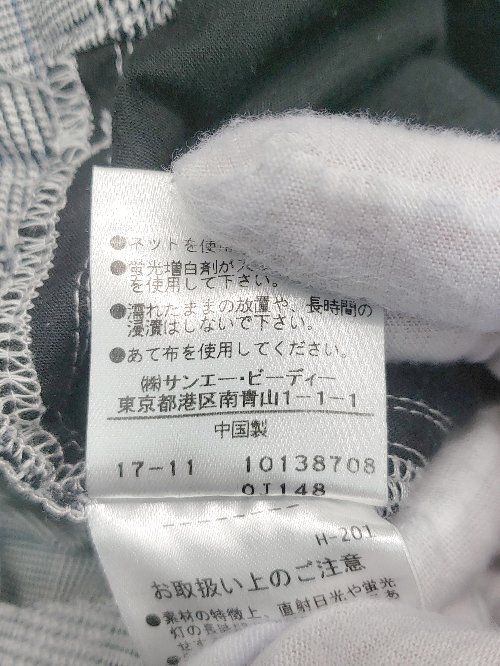 ●ネットを使用
●蛍光増白剤が
を使用して下さい。
●濡れたままの放置や、長時間の
浸漬はしないで下さい。
●あて布を使用してください。
(株)サンエー・ビーディー
東京都港区南青山1-1-1
中国製
17-11 10138708
0J148
H-201
お取扱い上のご注意
●素材の特徴上、直射日光や蛍光
灯の長